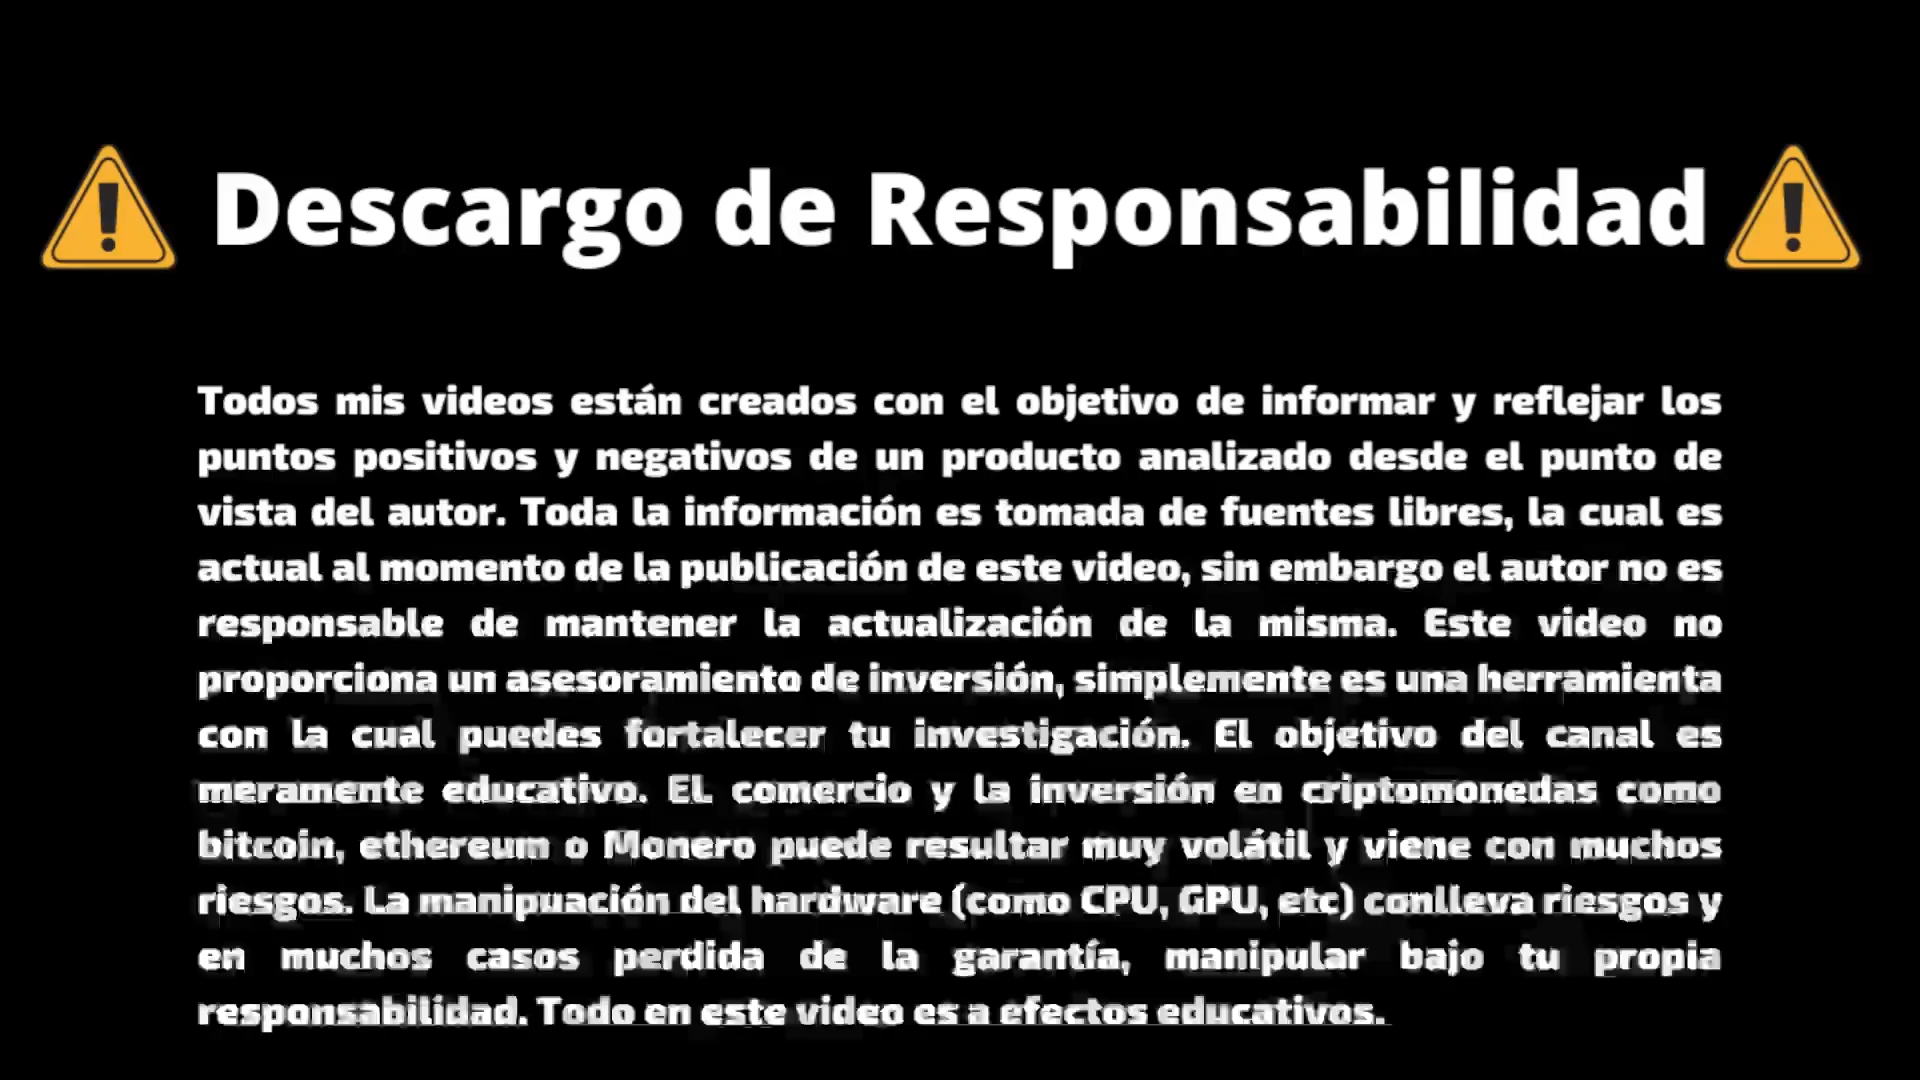 Descargo de Responsabilidad
Todos mis videos están creados con el objetivo de informar y reflejar los
puntos positivos y negativos de un producto analizado desde el punto de
vista del autor. Toda la información es tomada de fuentes libres, la cual es
actual al momento de la publicación de este video, sin embargo el autor no es
responsable de mantener la actualización de la misma. Este video no
proporciona un asesoramiento de inversión, simplemente es una herramienta
con la cual puedes fortalecer tu investigación. El objetivo del canal es
meramente educativo. El comercio y la inversión en criptomonedas como
bitcoin, ethereum o Monero puede resultar muy volátil y viene con muchos
riesgos. La manipuación del hardware (como CPU, GPU, etc) conlleva riesgos y
en muchos casos perdida de la garantía, manipular bajo tu propia
responsabilidad. Todo en este video es a efectos educativos.